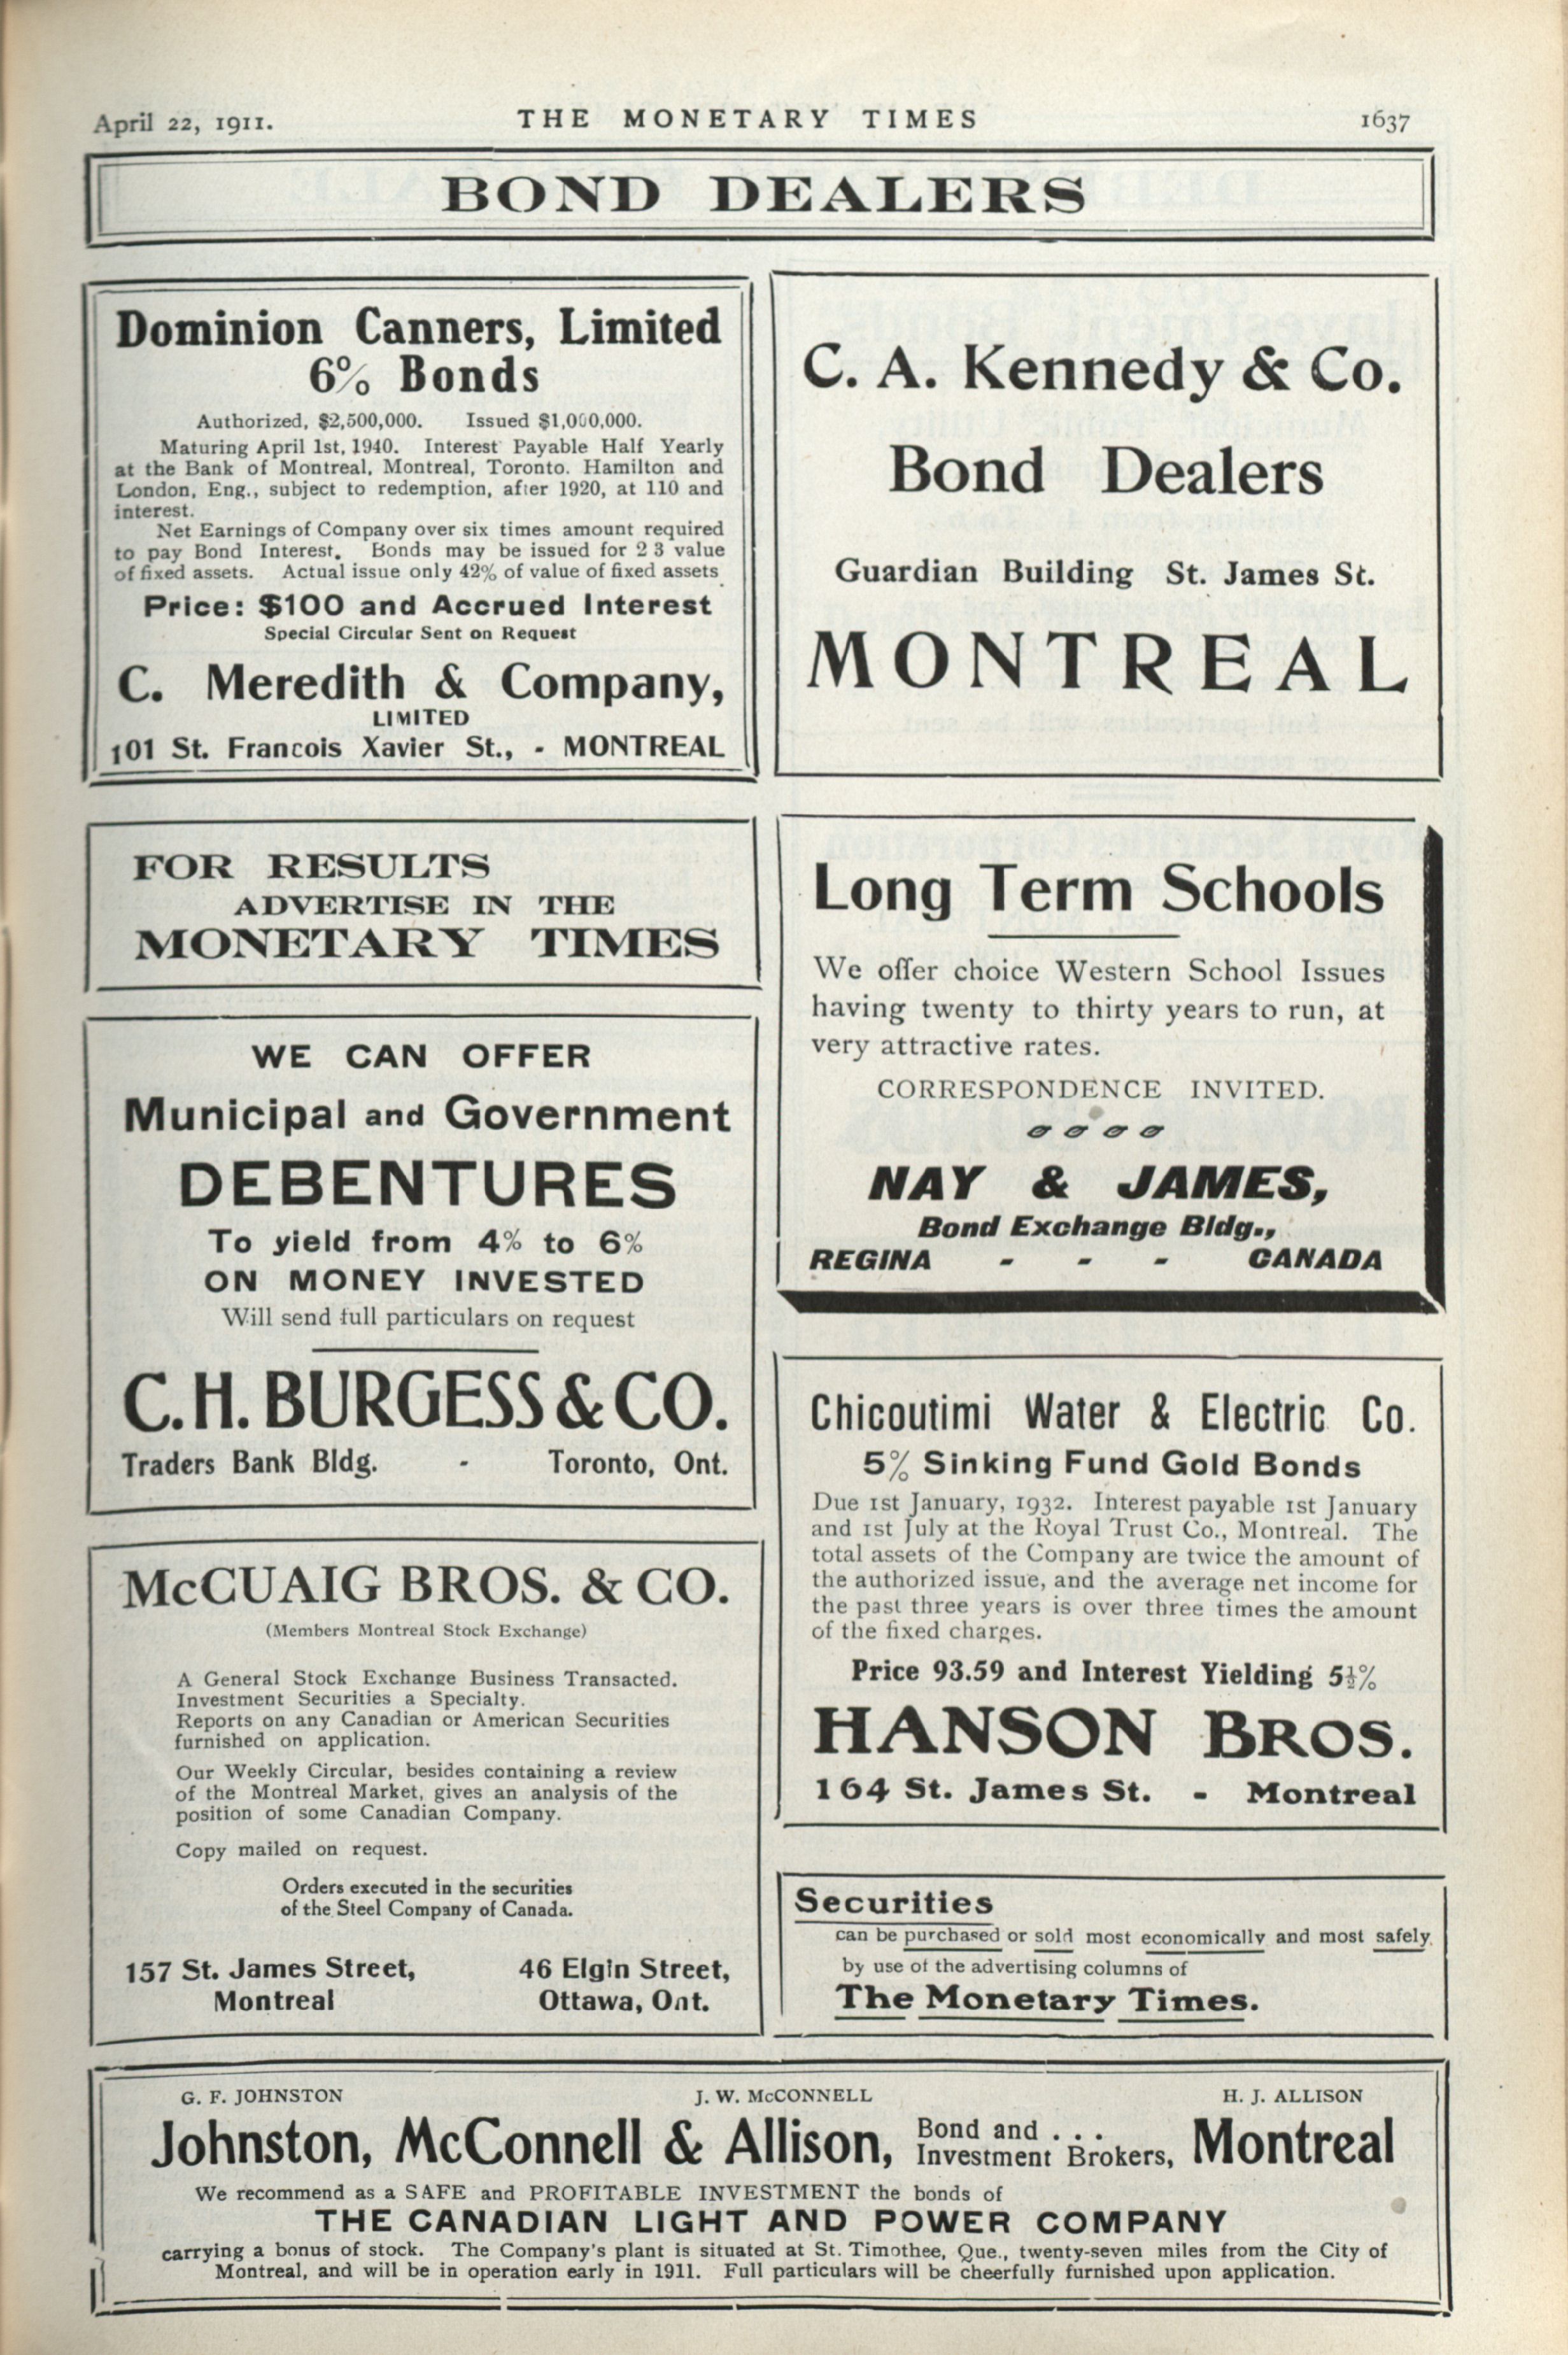 April 22, 1911.
THE MONETARY TIMES
1637
BOND DEALERS
Dominion Canners, Limited
6% Bonds
Authorized, $2,500,000. Issued $1,000,000.
Maturing April 1st, 1940. Interest Payable Half Yearly
at the Bank of Montreal, Montreal, Toronto. Hamilton and
London, Eng., subject to redemption, after 1920, at 110 and
interest.
Net Earnings of Company over six times amount required
to pay Bond Interest. Bonds may be issued for 2 3 value
of fixed assets. Actual issue only 42% of value of fixed assets
Price: $100 and Accrued Interest
Special Circular Sent on Request
C. Meredith & Company,
LIMITED
101 St. Francois Xavier St., - MONTREAL
FOR RESULTS
ADVERTISE IN THE
MONETARY TIMES
WE CAN OFFER
Municipal and Government
DEBENTURES
To yield from 4% to 6%
ON MONEY INVESTED
Will send full particulars on request
C. H. BURGESS & CO.
Traders Bank Bldg. - Toronto, Ont.
McCUAIG BROS. & CO.
(Members Montreal Stock Exchange)
A General Stock Exchange Business Transacted.
Investment Securities a Specialty.
Reports on any Canadian or American Securities
furnished on application.
Our Weekly Circular, besides containing a review
of the Montreal Market, gives an analysis of the
position of some Canadian Company.
Copy mailed on request.
Orders executed in the securities
of the Steel Company of Canada.
157 St. James Street, 46 Elgin Street,
Montreal Ottawa, Ont.
C. A. Kennedy & Co.
Bond Dealers
Guardian Building St. James St.
MONTREAL
Long Term Schools
We offer choice Western School Issues
having twenty to thirty years to run, at
very attractive rates.
CORRESPONDENCE INVITED.
NAY & JAMES,
Bond Exchange Bldg.,
REGINA - - - CANADA
Chicoutimi Water & Electric Co.
5% Sinking Fund Gold Bonds
Due 1st January, 1932. Interest payable 1st January
and 1st July at the Royal Trust Co., Montreal. The
total assets of the Company are twice the amount of
the authorized issue, and the average net income for
the past three years is over three times the amount
of the fixed charges.
Price 93.59 and Interest Yielding 5½%
HANSON BROS.
164 St. James St. - Montreal
Securities
can be purchased or sold most economically and most safely
by use of the advertising columns of
The Monetary Times.
G. F. JOHNSTON J. W. McCONNELL H. J. ALLISON
Johnston, McConnell & Allison, Bond and . . . Investment Brokers, Montreal
We recommend as a SAFE and PROFITABLE INVESTMENT the bonds of
THE CANADIAN LIGHT AND POWER COMPANY
carrying a bonus of stock. The Company's plant is situated at St. Timothee, Que., twenty-seven miles from the City of
Montreal, and will be in operation early in 1911. Full particulars will be cheerfully furnished upon application.